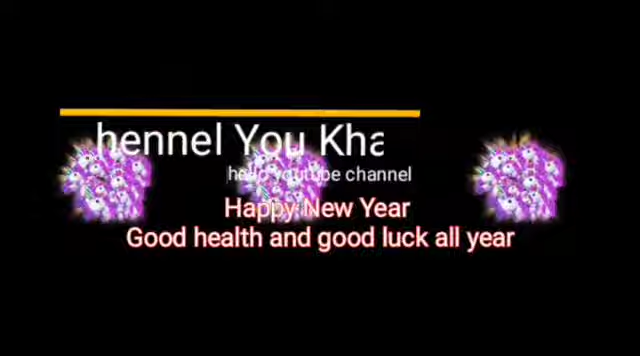 hennel You Kha
hello youtube channel
Happy New Year
Good health and good luck all year